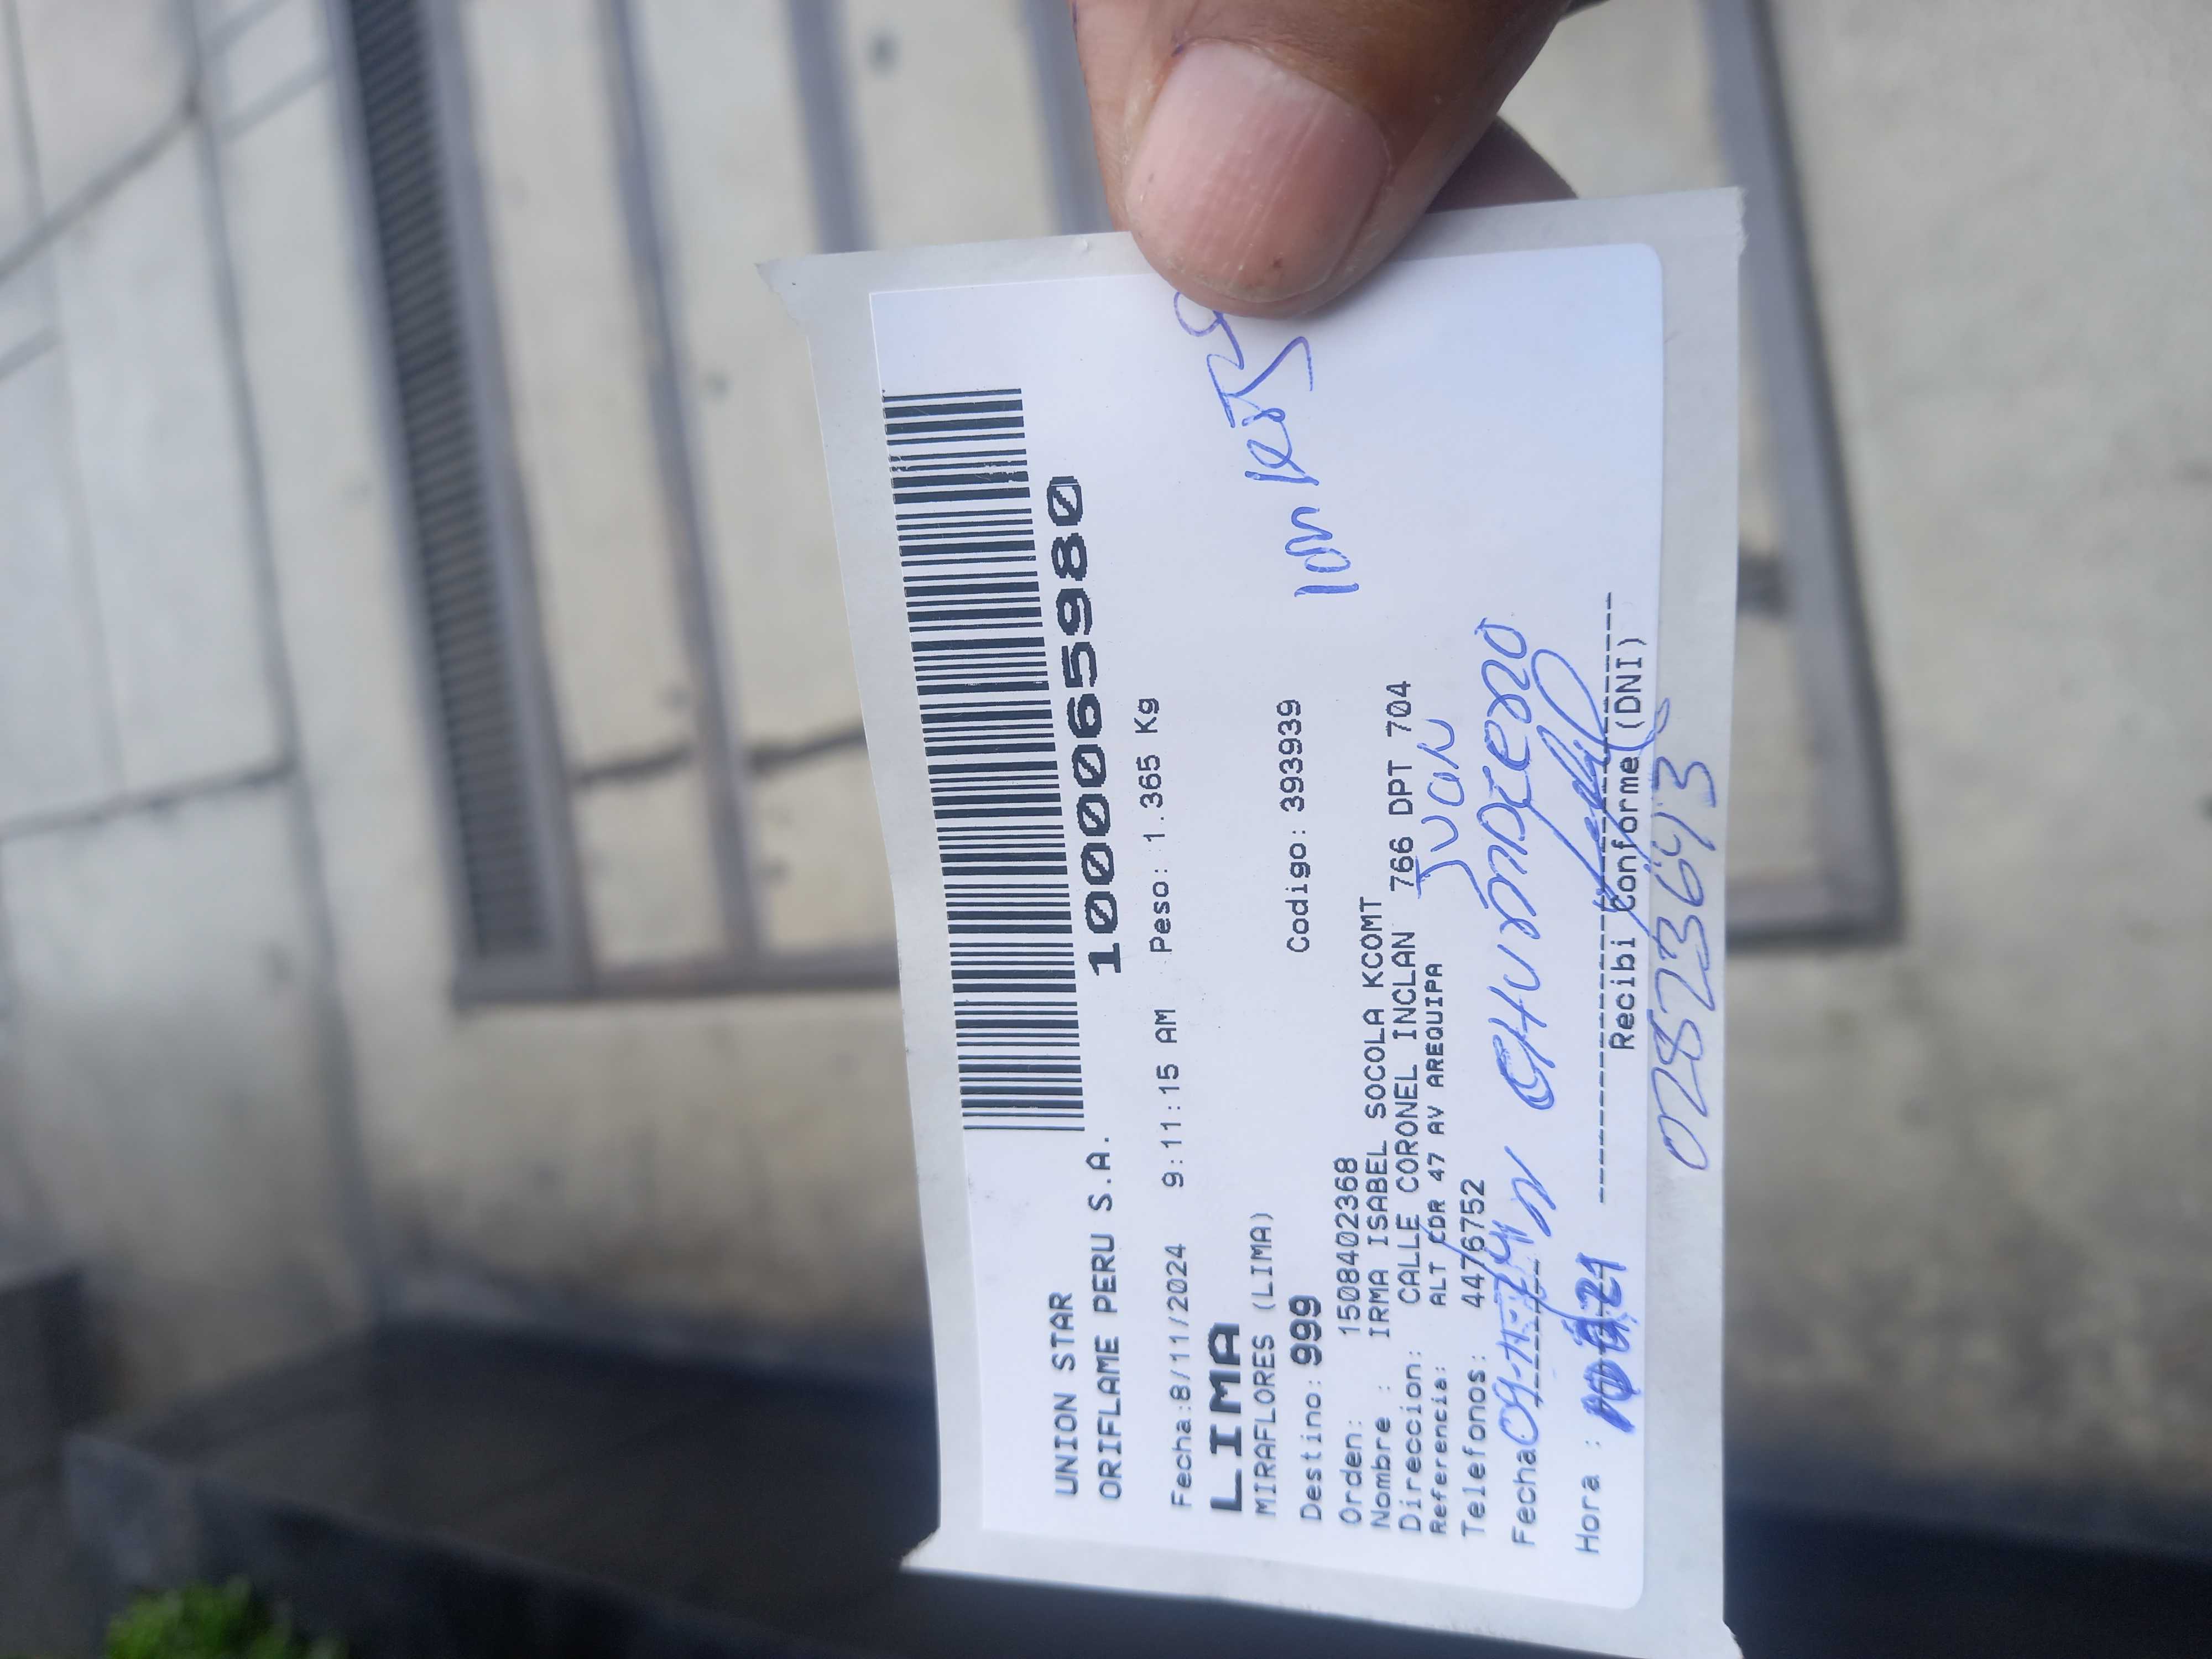 UNION STAR
ORIFLAME PERU S.A. 100065980
Fecha:8/11/2024 9:11:15 AM Peso: 1.365 Kg
LIMA
MIRAFLORES (LIMA)
Destino: 999 Codigo: 393939
Orden: 1508402368
Nombre : IRMA ISABEL SOCOLA KCOMT
Direccion: CALLE CORONEL INCLAN 766 DPT 704
Referencia: ALT CDR 47 AV AREQUIPA
Telefonos: 4476752
JUAN
Fecha
Hora :
Recibi Conforme (DNI)